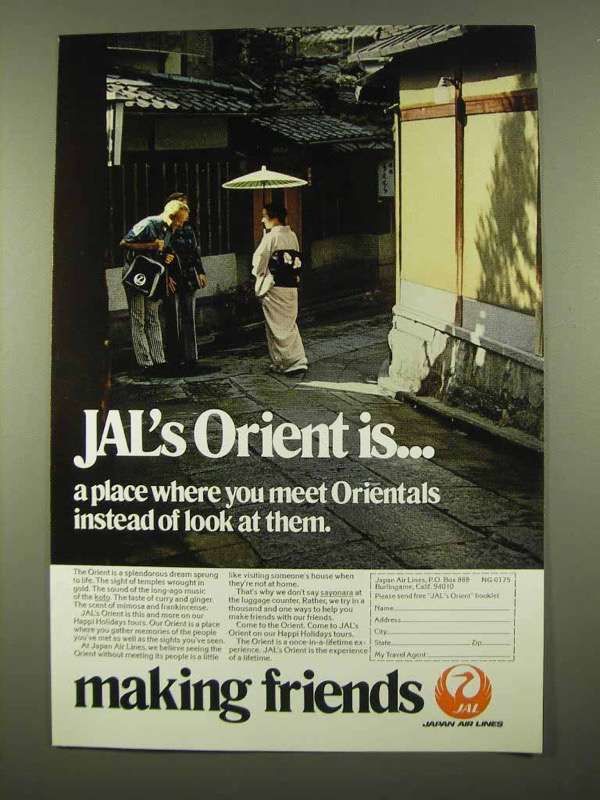 JAL's Orient is...
a place where you meet Orientals
instead of look at them.
The Orient is a splendorous dream sprung
to life. The sight of temples wrought in
gold. The sound of the long-ago music
of the koto. The taste of curry and ginger.
The scent of mimosa and frankincense.
JAL's Orient is this and more on our
Happi Holidays tours. Our Orient is a place
where you gather memories of the people
you've met as well as the sights you've seen.
At Japan Air Lines, we believe seeing the
Orient without meeting its people is a little
like visiting someone's house when
they're not at home.
That's why we don't say sayonara at
the luggage counter. Rather, we try in a
thousand and one ways to help you
make friends with our friends.
Come to the Orient. Come to JAL's
Orient on our Happi Holidays tours.
The Orient is a once-in-a-lifetime ex-
perience. JAL's Orient is the experience
of a lifetime.
Japan Air Lines, P.O. Box 888 NG 0175
Burlingame, Calif. 94010
Please send free "JAL's Orient" booklet
Name
Address
City
State Zip
My Travel Agent
making friends
JAL
JAPAN AIR LINES